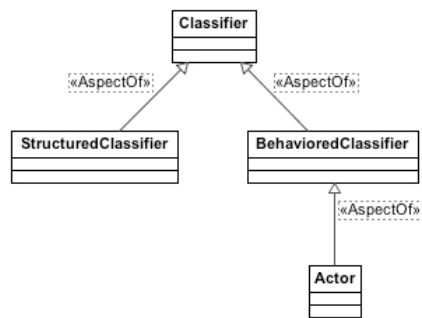 Classifier
«AspectOf» «AspectOf»
StructuredClassifier BehavioredClassifier
«AspectOf»
Actor